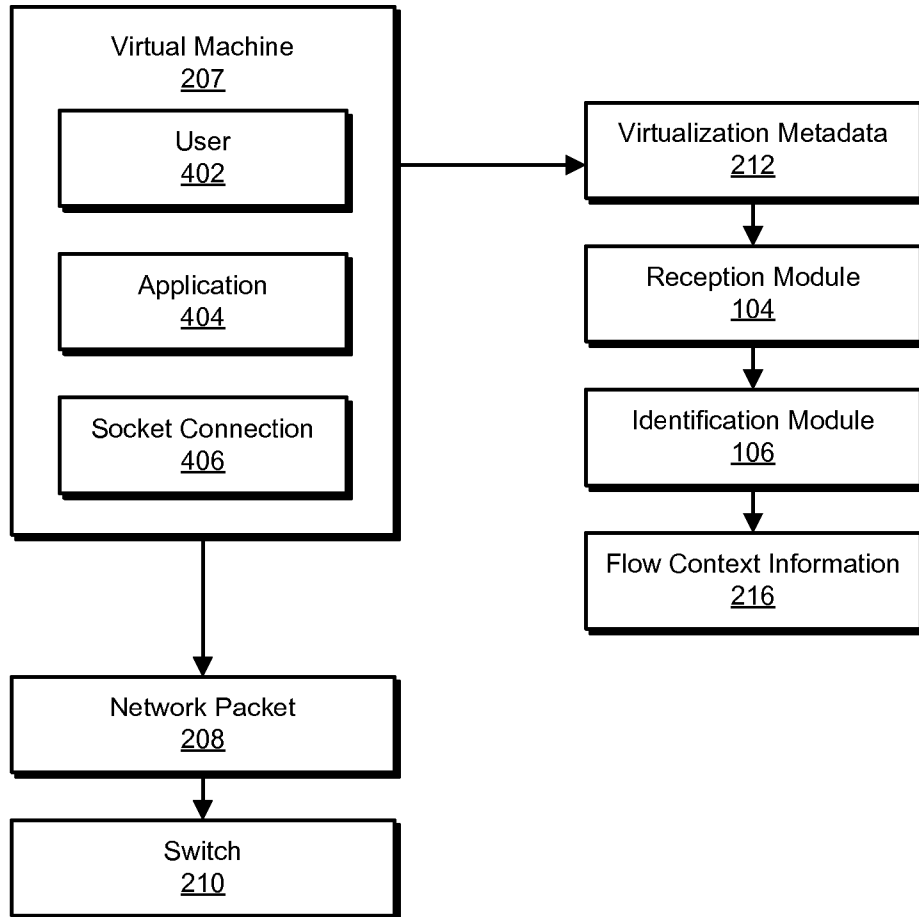 Virtual Machine
207
User
402
Application
404
Socket Connection
406
Network Packet
208
Switch
210
Virtualization Metadata
212
Reception Module
104
Identification Module
106
Flow Context Information
216